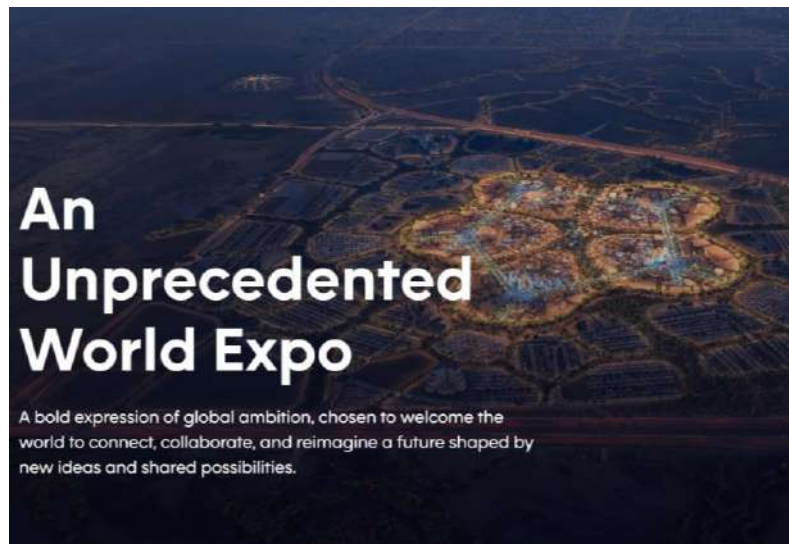 An
Unprecedented
World Expo
A bold expression of global ambition, chosen to welcome the
world to connect, collaborate, and reimagine a future shaped by
new ideas and shared possibilities.